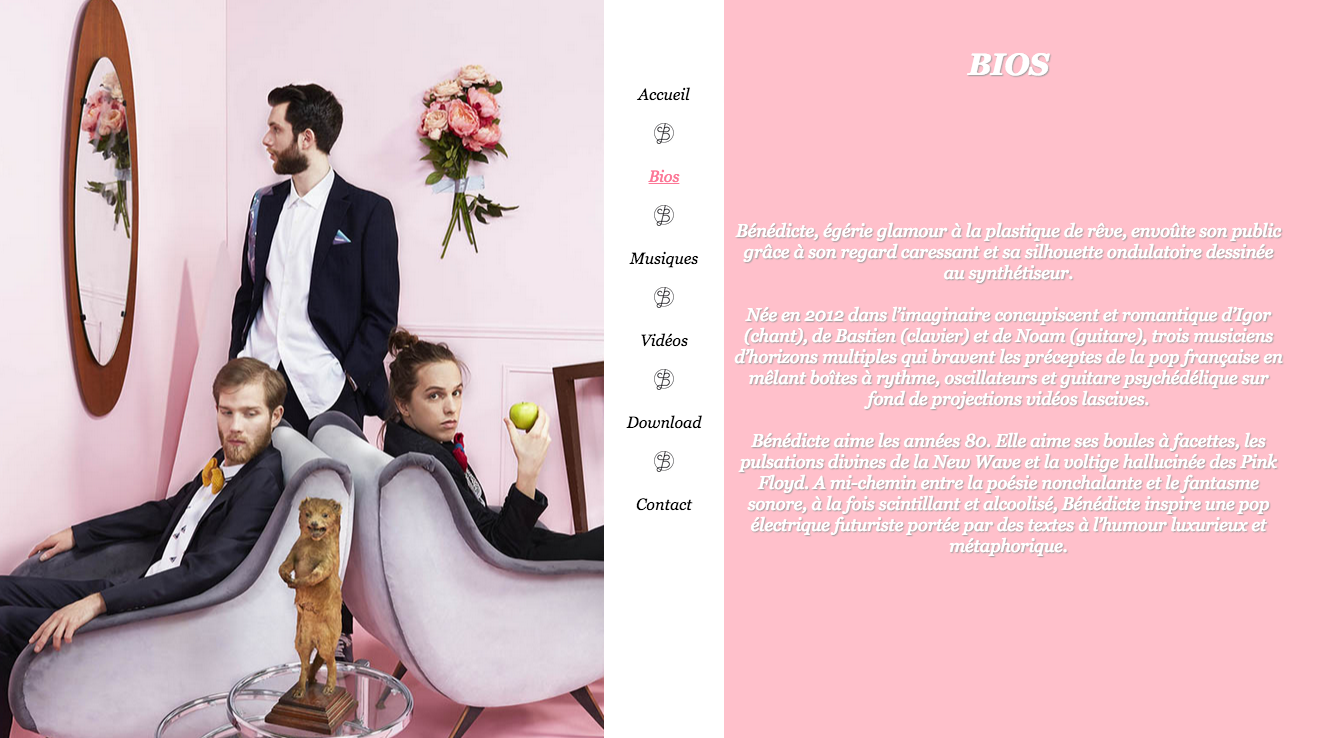 Accueil
Bios
Musiques
Vidéos
Download
Contact
BIOS
Bénédicte, égérie glamour à la plastique de rêve, envoûte son public
grâce à son regard caressant et sa silhouette ondulatoire dessinée
au synthétiseur.
Née en 2012 dans l'imaginaire concupiscent et romantique d'Igor
(chant), de Bastien (clavier) et de Noam (guitare), trois musiciens
d'horizons multiples qui bravent les préceptes de la pop française en
mêlant boîtes à rythme, oscillateurs et guitare psychédélique sur
fond de projections vidéos lascives.
Bénédicte aime les années 80. Elle aime ses boules à facettes, les
pulsations divines de la New Wave et la voltige hallucinée des Pink
Floyd. A mi-chemin entre la poésie nonchalante et le fantasme
sonore, à la fois scintillant et alcoolisé, Bénédicte inspire une pop
électrique futuriste portée par des textes à l'humour luxurieux et
métaphorique.